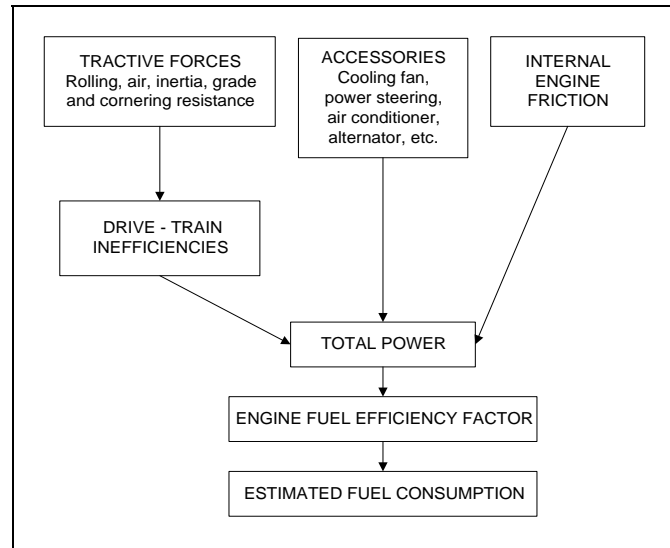 TRACTIVE FORCES
Rolling, air, inertia, grade
and cornering resistance
ACCESSORIES
Cooling fan,
power steering,
air conditioner,
alternator, etc.
INTERNAL
ENGINE
FRICTION
DRIVE - TRAIN
INEFFICIENCIES
TOTAL POWER
ENGINE FUEL EFFICIENCY FACTOR
ESTIMATED FUEL CONSUMPTION